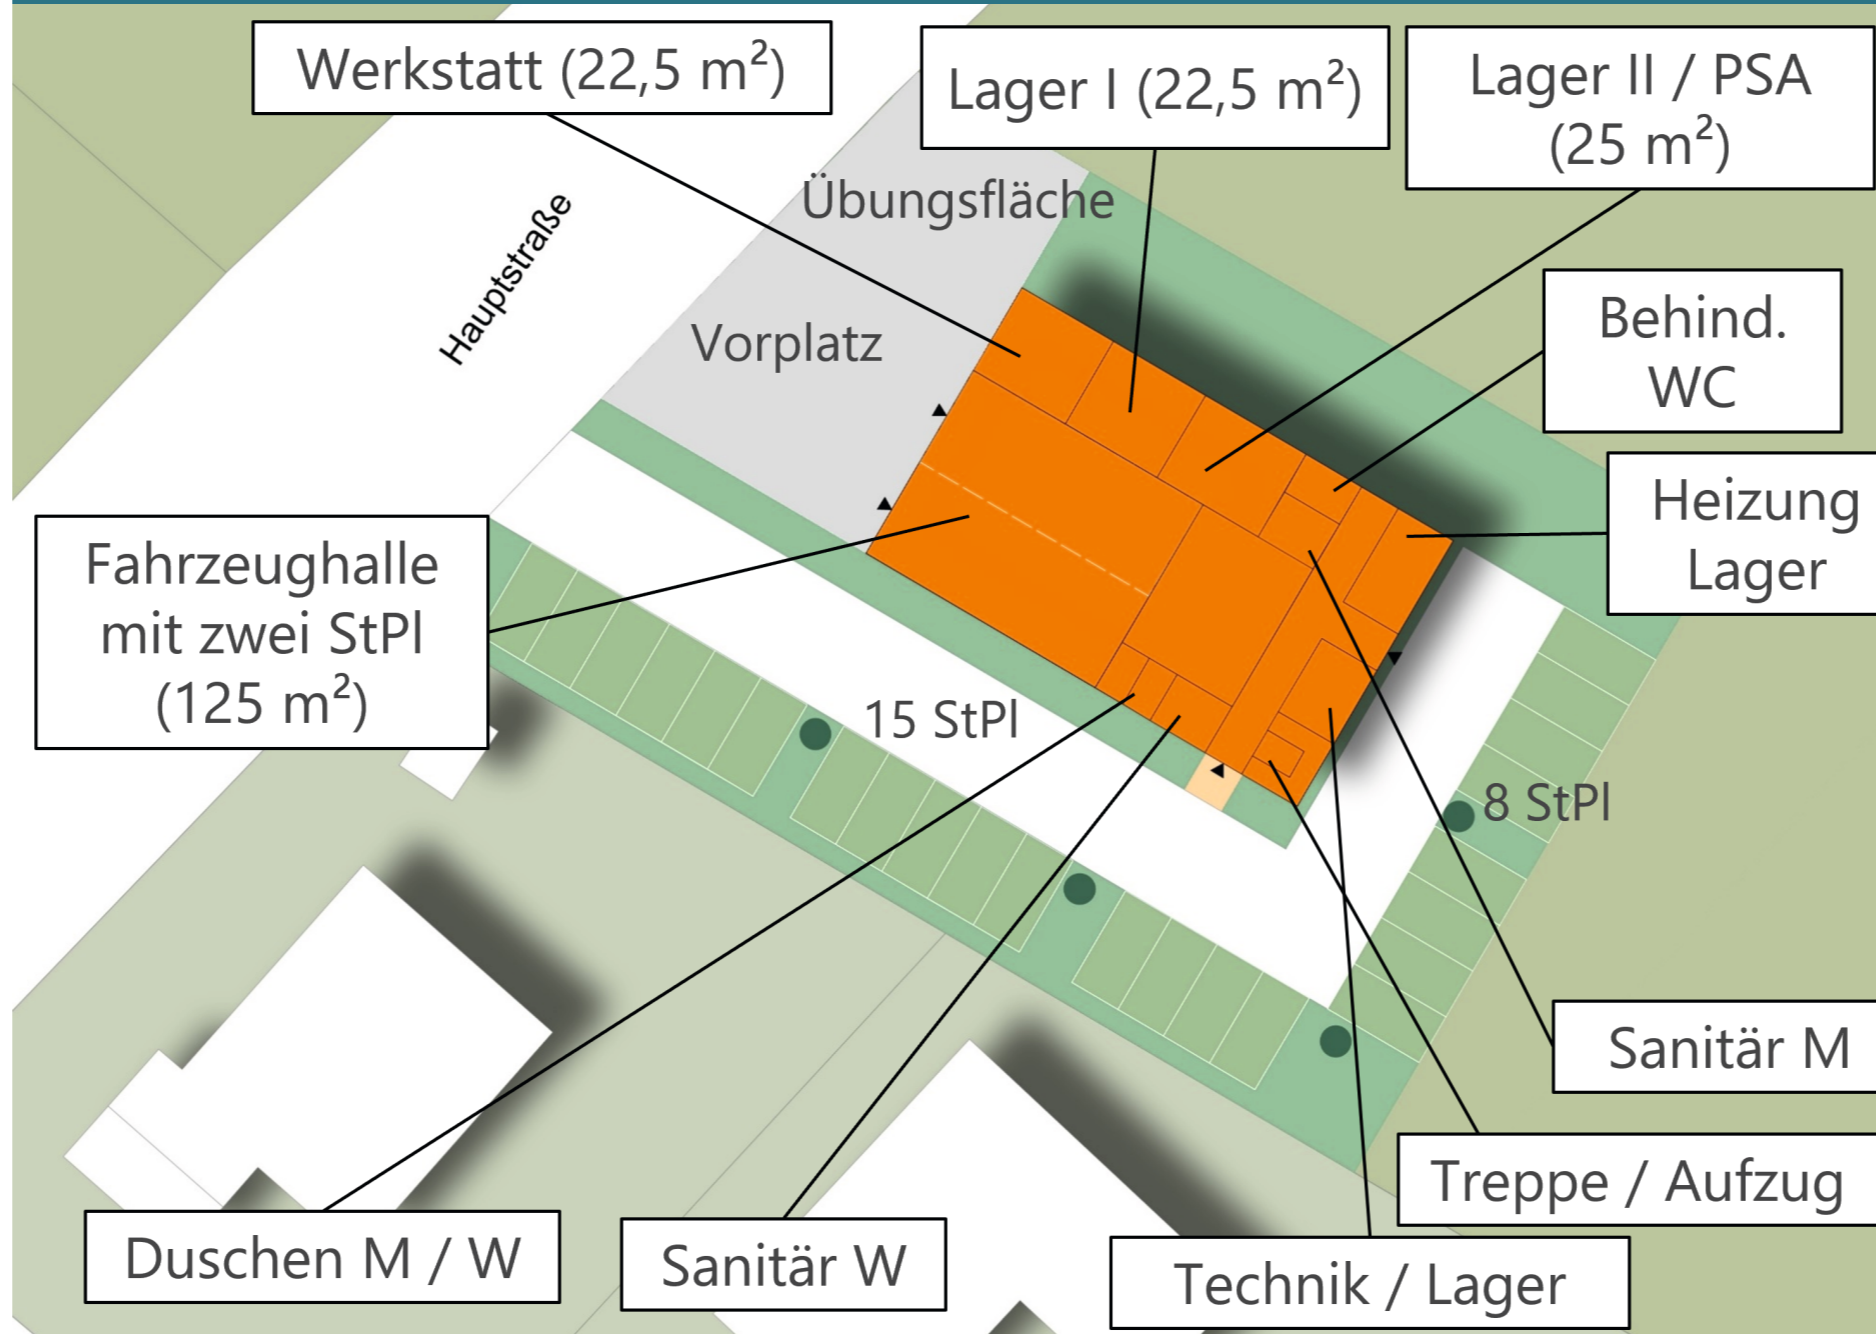 Werkstatt (22,5 m²)
Lager I (22,5 m²)
Lager II / PSA
(25 m²)
Übungsfläche
Hauptstraße
Vorplatz
Behind.
WC
Heizung
Lager
Fahrzeughalle
mit zwei StPl
(125 m²)
15 StPl
8 StPl
Sanitär M
Treppe / Aufzug
Duschen M / W
Sanitär W
Technik / Lager